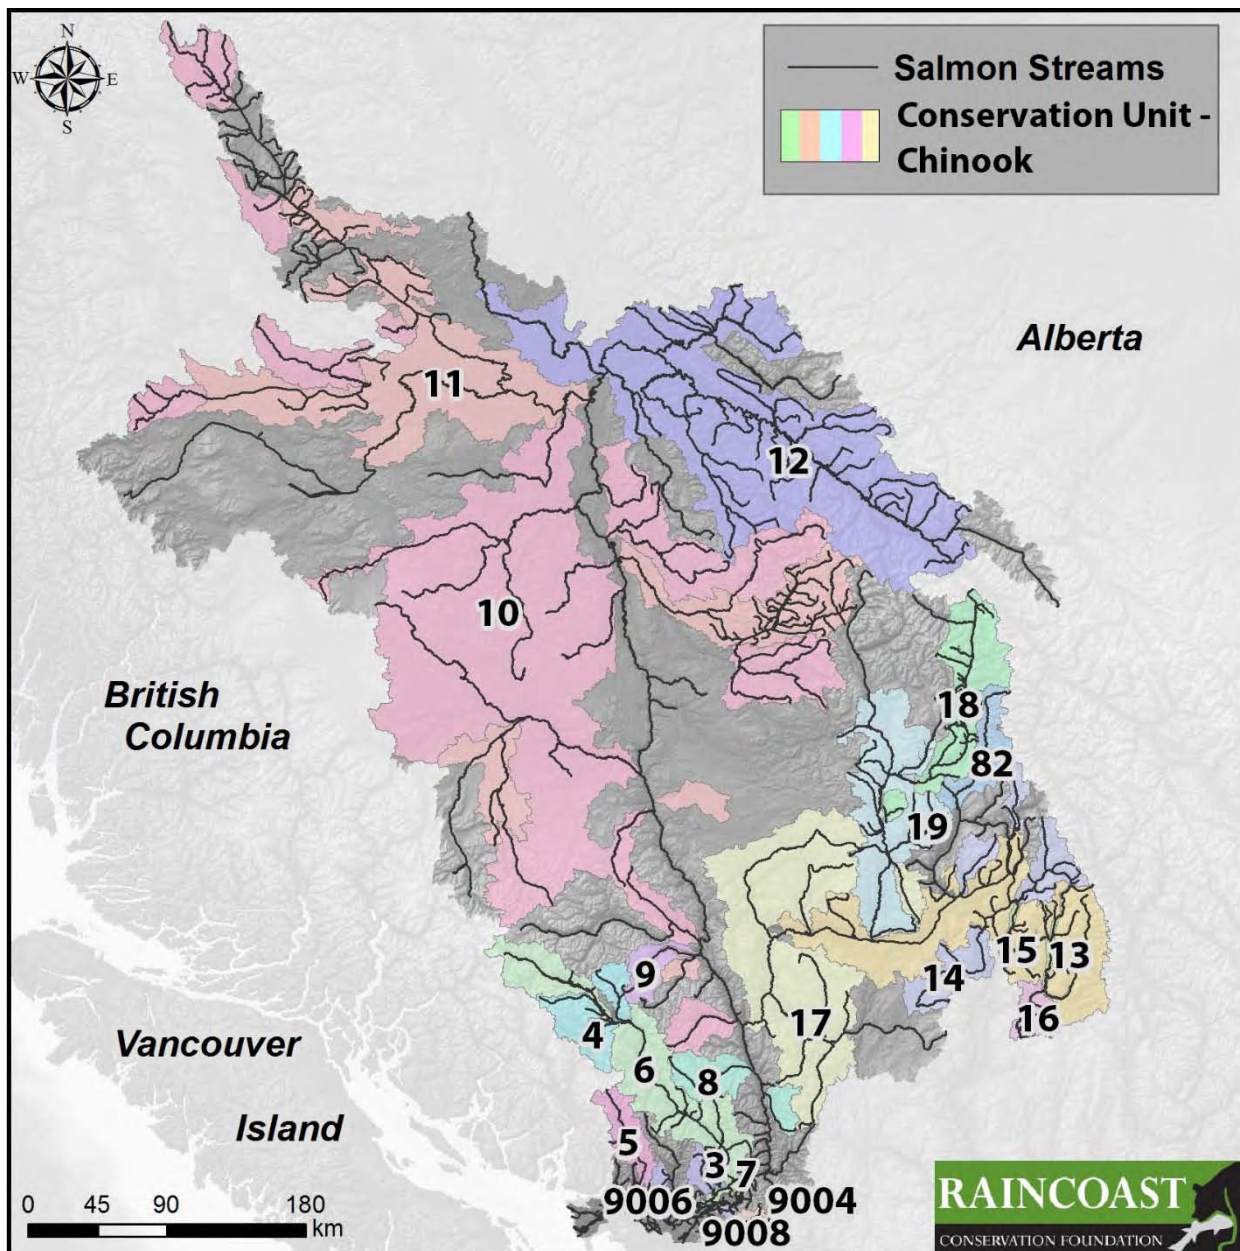 N
W E
S
Salmon Streams
Conservation Unit -
Chinook
Alberta
11
12
10
British
Columbia
18
82
19
9
15 13
14
16
17
4
6
8
Vancouver
Island
5
3
7
9006
9004
9008
0 45 90 180
km
RAINCOAST
CONSERVATION FOUNDATION